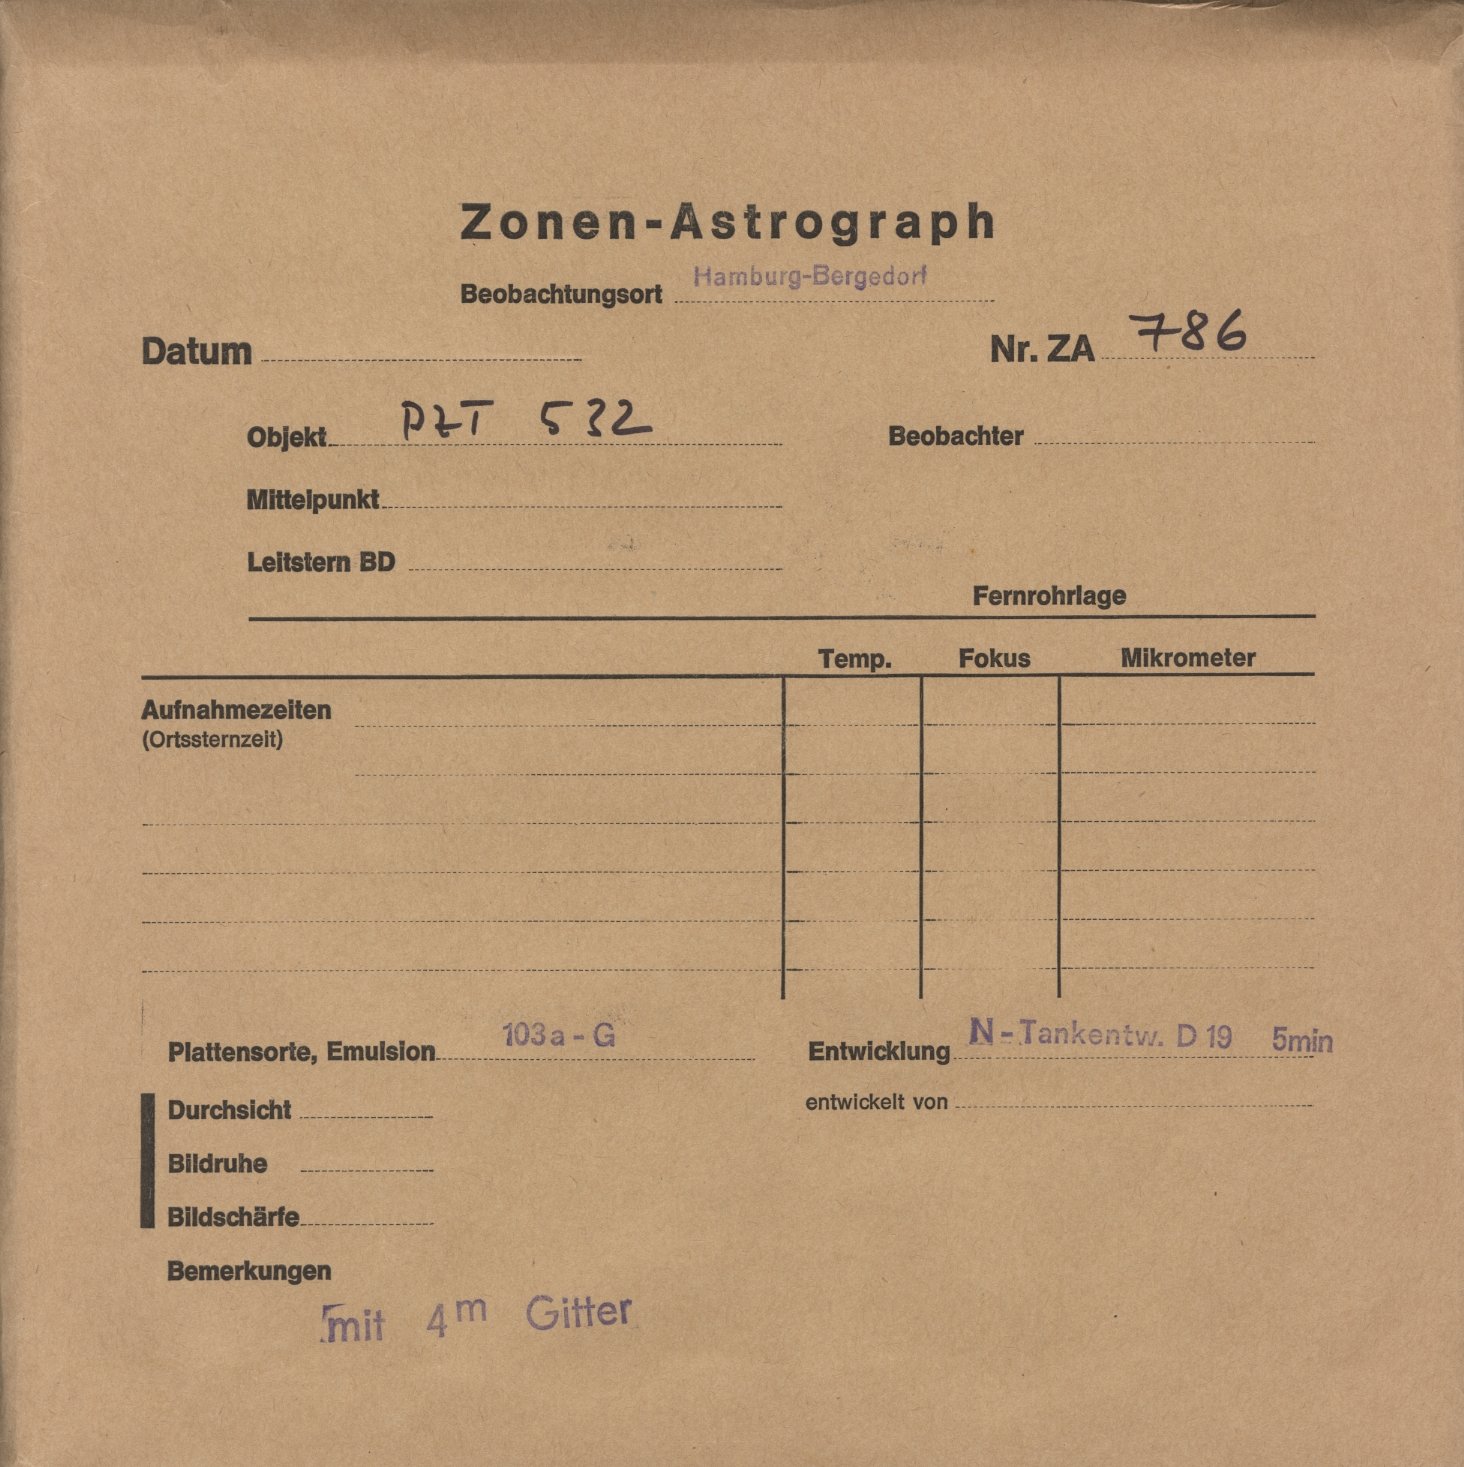 Zonen-Astrograph
Beobachtungsort Hamburg-Bergedorf
Datum Nr. ZA 786
Objekt PZT 532 Beobachter
Mittelpunkt
Leitstern BD
Fernrohrlage
Temp. Fokus Mikrometer
Aufnahmezeiten
(Ortssternzeit)
Plattensorte, Emulsion 103a-G Entwicklung N-Tankentw. D 19 5min
Durchsicht entwickelt von
Bildruhe
Bildschärfe
Bemerkungen
mit 4m Gitter